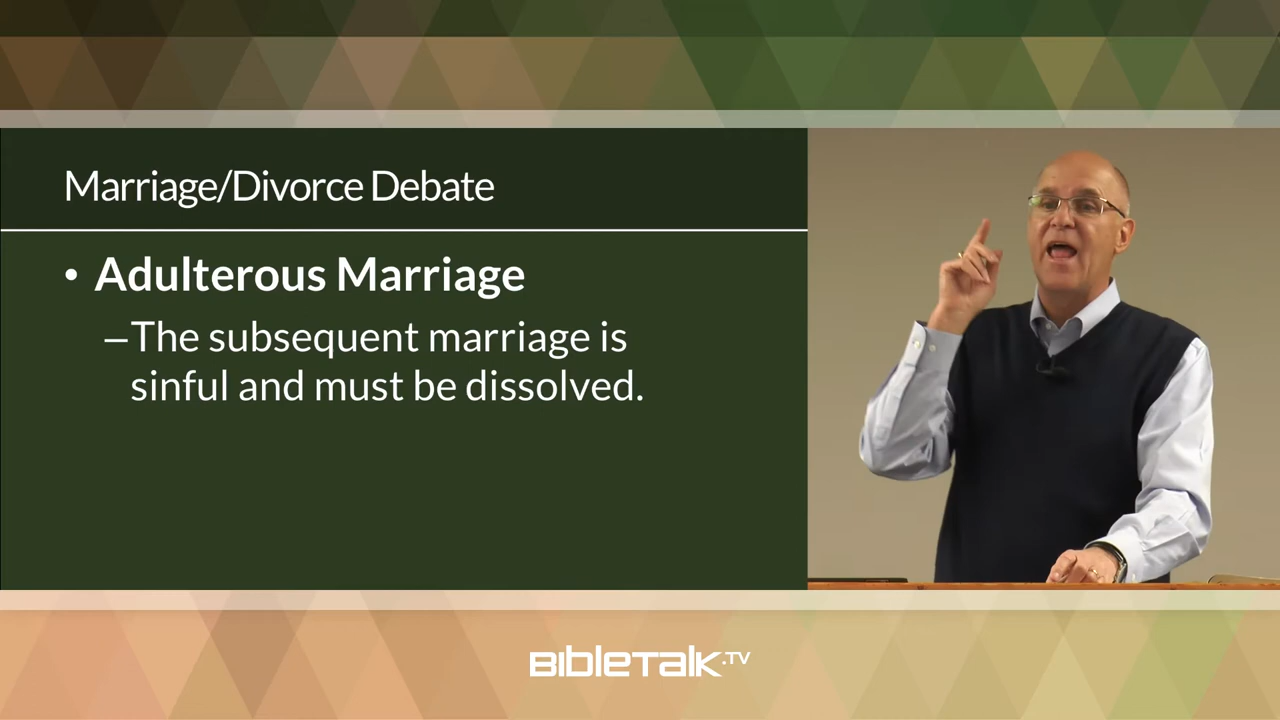 Marriage/Divorce Debate
• Adulterous Marriage
–The subsequent marriage is
sinful and must be dissolved.
BIBLETALK.TV